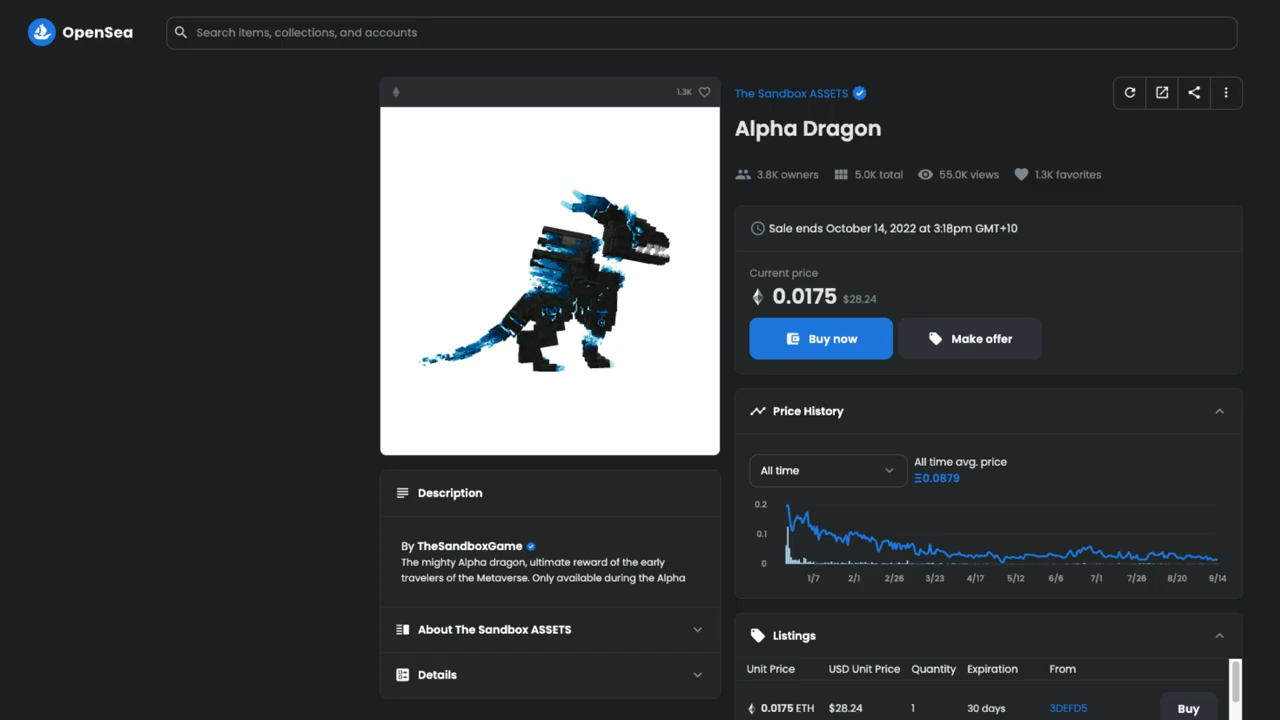 OpenSea
Search items, collections, and accounts
1.3K
The Sandbox ASSETS
Alpha Dragon
3.8K owners
5.0K total
55.0K views
1.3K favorites
Sale ends October 14, 2022 at 3:18pm GMT+10
Current price
0.0175 $28.24
Buy now
Make offer
Price History
All time
All time avg. price
Ξ0.0879
0.2
0.1
0
1/7 2/1 2/26 3/23 4/17 5/12 6/6 7/1 7/26 8/20 9/14
Description
By TheSandboxGame
The mighty Alpha dragon, ultimate reward of the early
travelers of the Metaverse. Only available during the Alpha
About The Sandbox ASSETS
Details
Listings
Unit Price USD Unit Price Quantity Expiration From
0.0175 ETH $28.24 1 30 days 3DEFD5 Buy